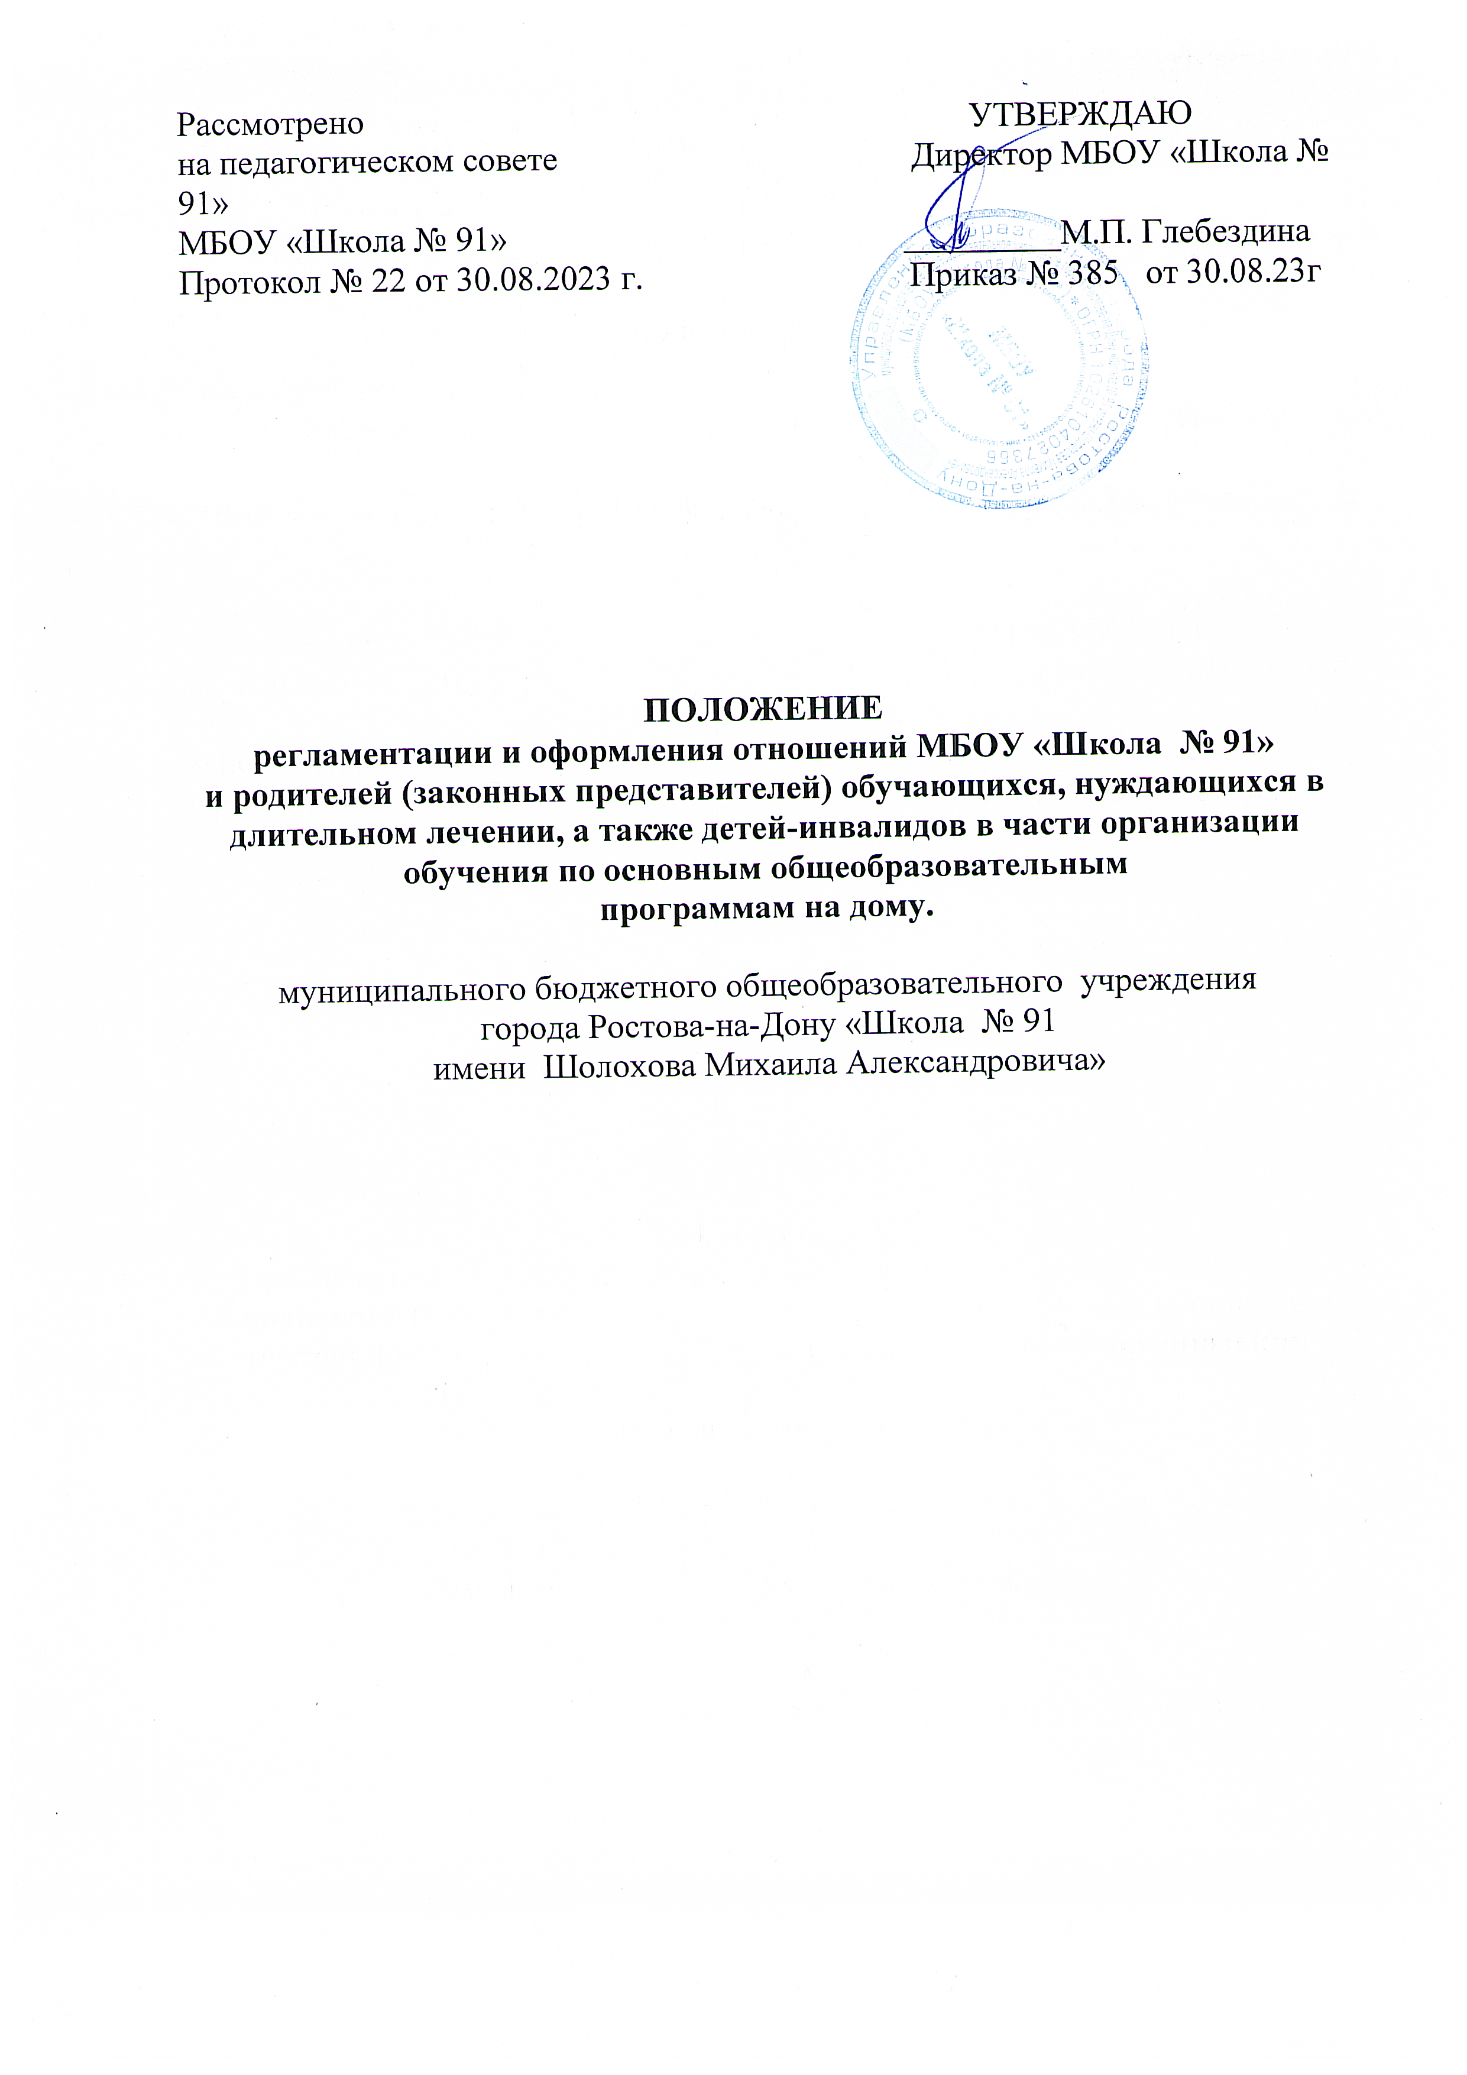 Рассмотрено
на педагогическом совете
91»
МБОУ «Школа № 91»
Протокол № 22 от 30.08.2023 г.
УТВЕРЖДАЮ
Директор МБОУ «Школа №
М.П. Глебездина
Приказ № 385 от 30.08.23г
ПОЛОЖЕНИЕ
регламентации и оформления отношений МБОУ «Школа № 91»
и родителей (законных представителей) обучающихся, нуждающихся в
длительном лечении, а также детей-инвалидов в части организации
обучения по основным общеобразовательным
программам на дому.
муниципального бюджетного общеобразовательного учреждения
города Ростова-на-Дону «Школа № 91
имени Шолохова Михаила Александровича»